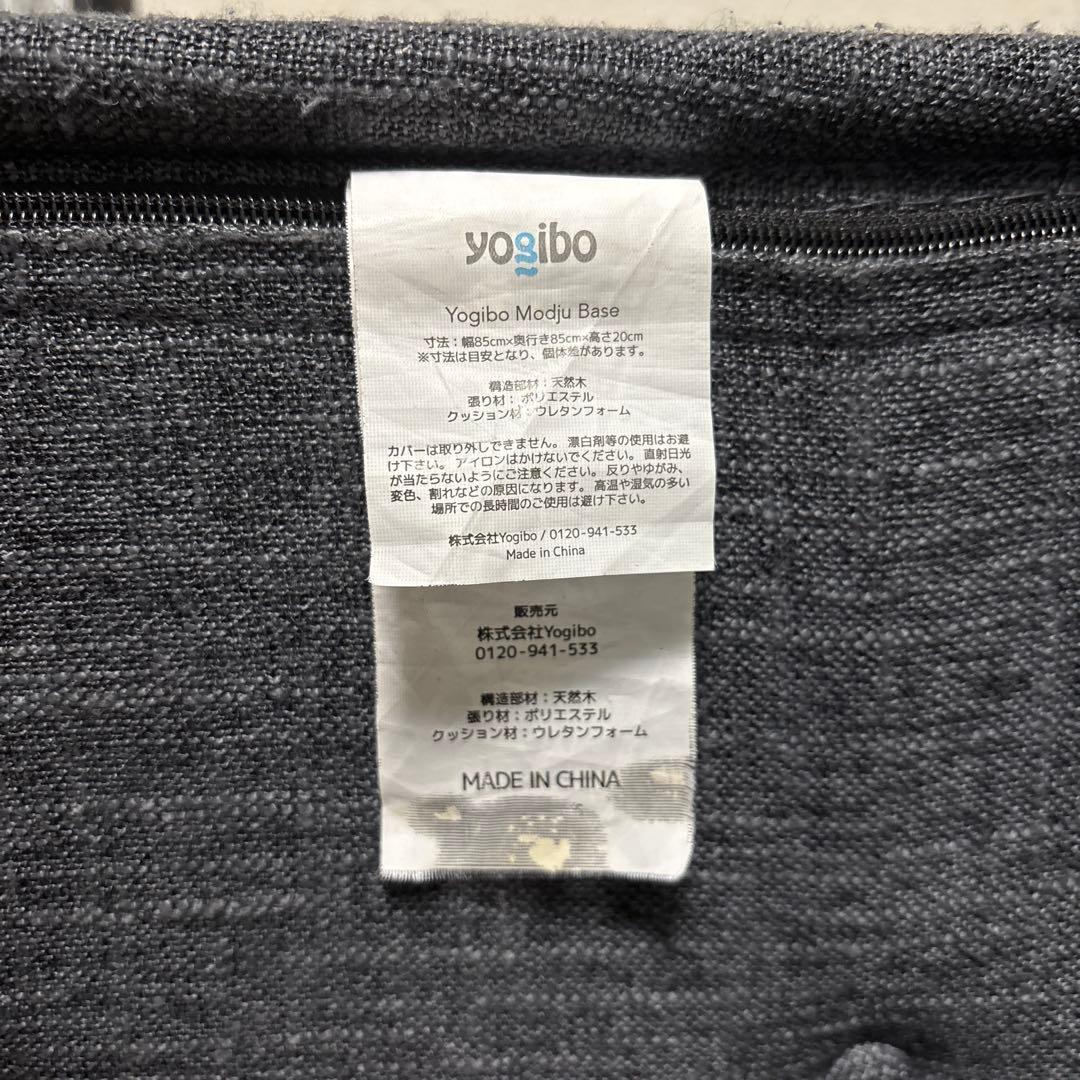 yogibo
Yogibo Modju Base
寸法：幅85cm×奥行き85cm×高さ20cm
※寸法は目安となり、個体差があります。
構造部材：天然木
張り材：ポリエステル
クッション材：ウレタンフォーム
カバーは取り外しできません。漂白剤等の使用はお避
け下さい。アイロンはかけないでください。直射日光
が当たらないようにご注意ください。反りやゆがみ、
変色、割れなどの原因になります。高温や湿気の多い
場所での長時間のご使用は避け下さい。
株式会社Yogibo / 0120-941-533
Made in China
販売元
株式会社Yogibo
0120-941-533
構造部材：天然木
張り材：ポリエステル
クッション材：ウレタンフォーム
MADE IN CHINA